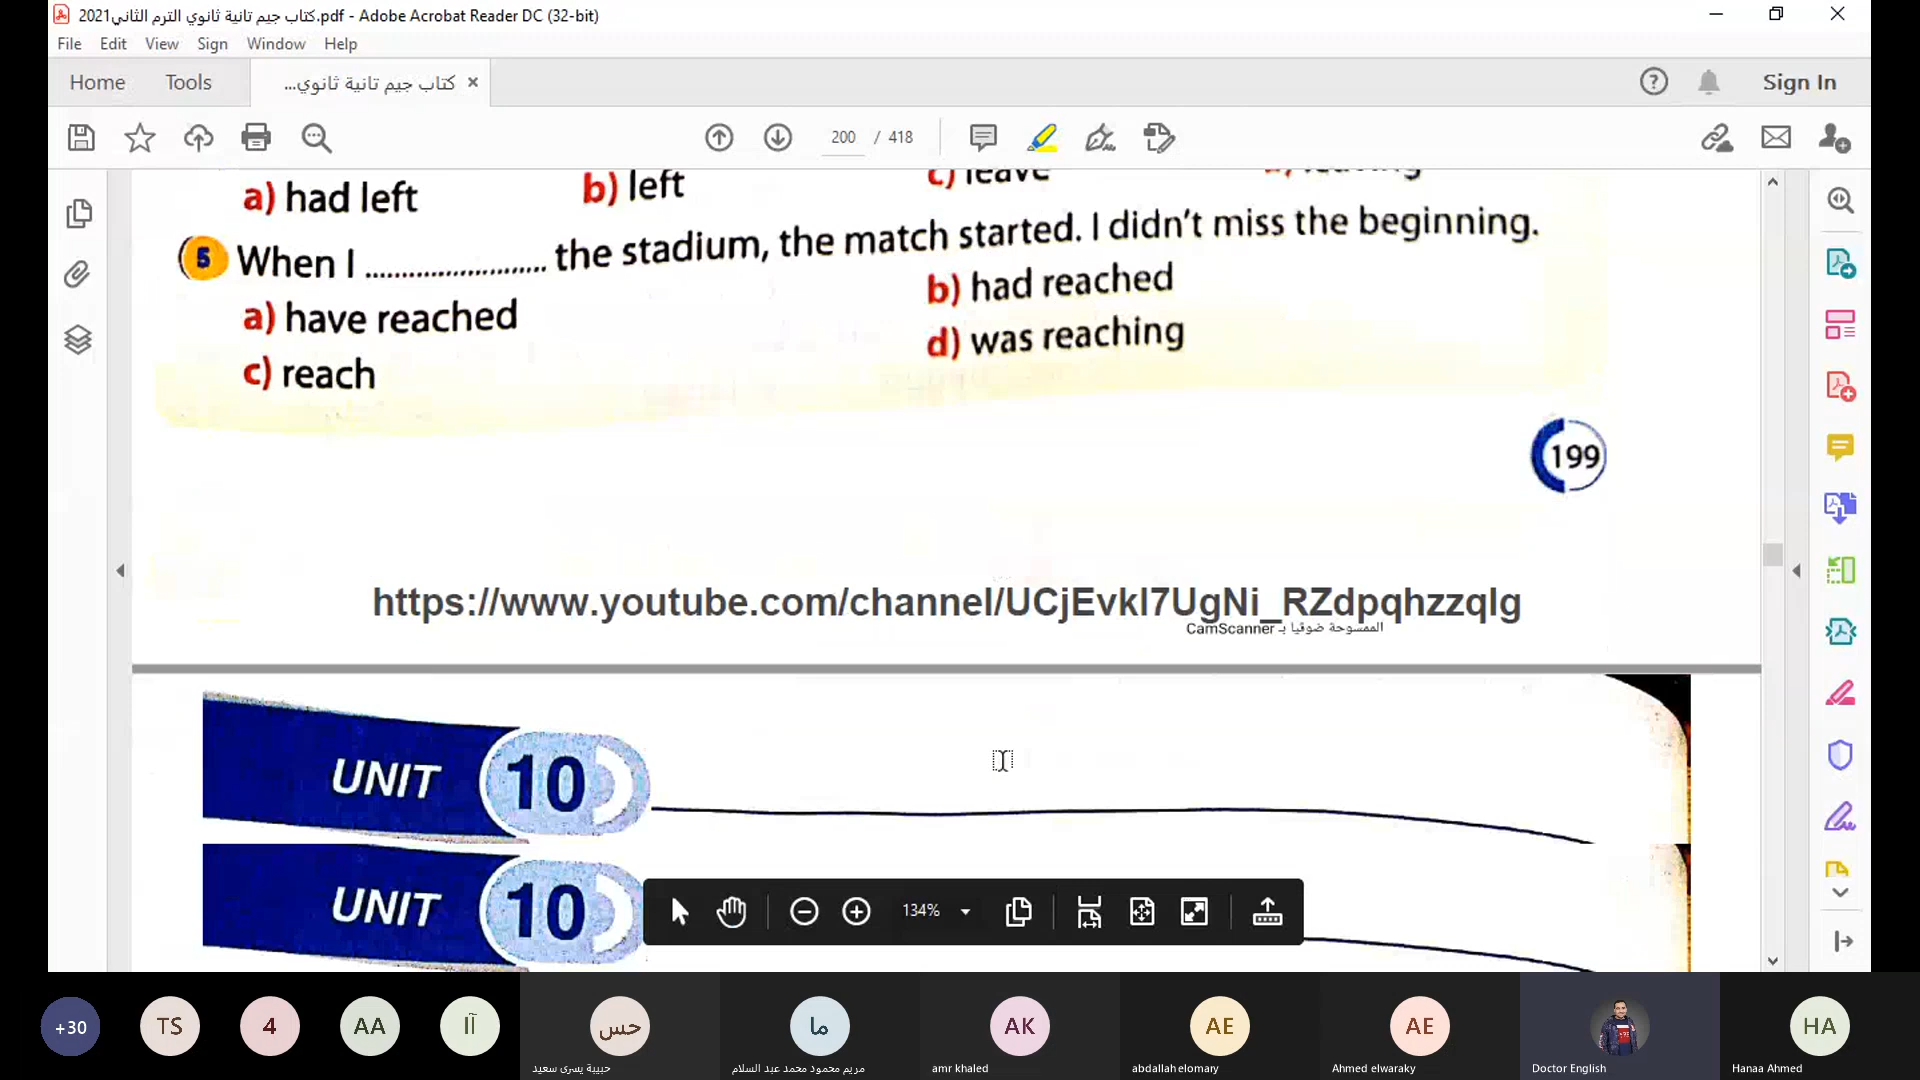 كتاب جيم تانية ثانوي الترم الثاني2021.pdf - Adobe Acrobat Reader DC (32-bit)
File Edit View Sign Window Help
Home Tools كتاب جيم تانية ثانوي... × Sign In
200 / 418
a) had left b) left c) leave
5 When I ........................ the stadium, the match started. I didn't miss the beginning.
a) have reached b) had reached
c) reach d) was reaching
199
https://www.youtube.com/channel/UCjEvkI7UgNi_RZdpqhzzqIg
الممسوحة ضوئيا بـ CamScanner
UNIT 10
UNIT 10
134%
+30 TS 4 AA آآ حس ما AK AE AE HA
حبيبة يسرى سعيد مريم محمود محمد عبد السلام amr khaled abdallah elomary Ahmed elwaraky Doctor English Hanaa Ahmed